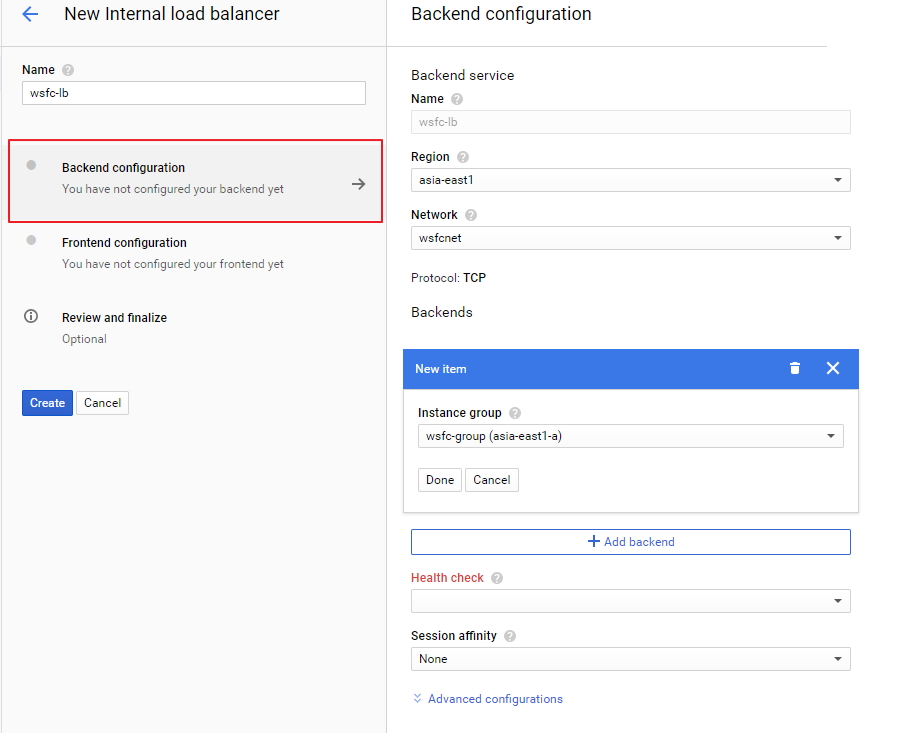 New Internal load balancer
Name
wsfc-lb
Backend configuration
You have not configured your backend yet
Frontend configuration
You have not configured your frontend yet
Review and finalize
Optional
Create Cancel
Backend configuration
Backend service
Name
wsfc-lb
Region
asia-east1
Network
wsfcnet
Protocol: TCP
Backends
New item
Instance group
wsfc-group (asia-east1-a)
Done Cancel
Add backend
Health check
Session affinity
None
Advanced configurations